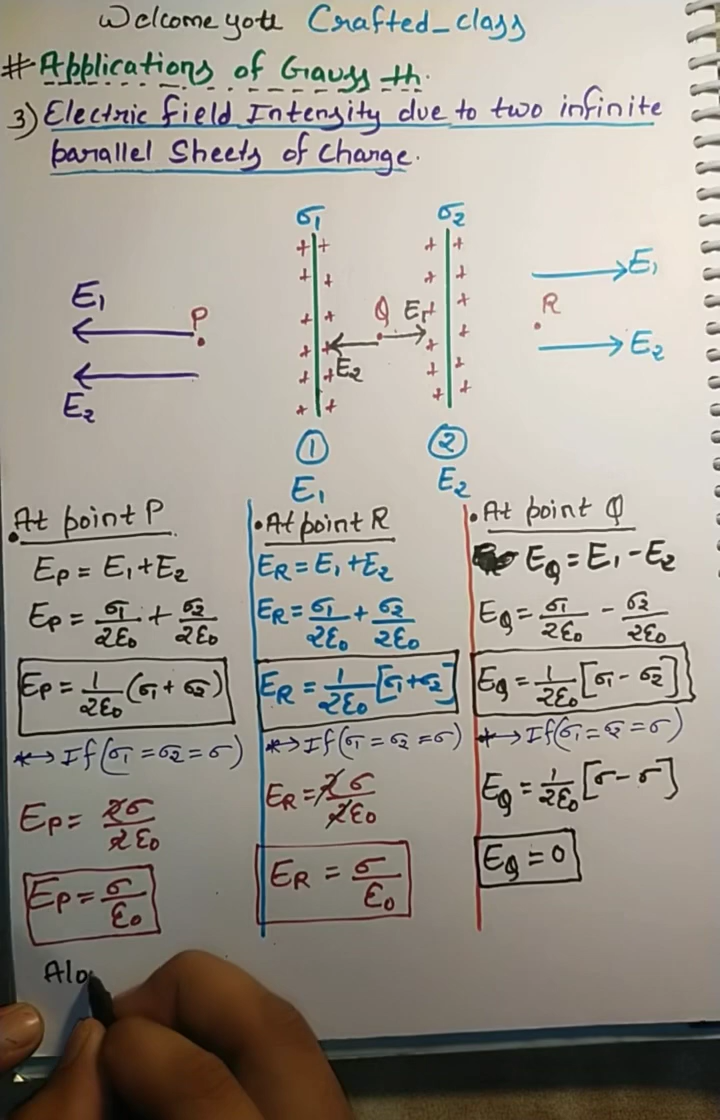 Welcome you Crafted_class
# Applications of Gauss th.
3) Electric field Intensity due to two infinite
parallel Sheets of Charge.
σ1 σ2
E1 P Q E1 R E1
E2 E2 E2
1 2
E1 E2
• At point P
EP = E1 + E2
EP = σ1/2ε0 + σ2/2ε0
EP = 1/2ε0 (σ1 + σ2)
*→ If (σ1 = σ2 = σ)
EP = 2σ/2ε0
EP = σ/ε0
Alo
• At point R
ER = E1 + E2
ER = σ1/2ε0 + σ2/2ε0
ER = 1/2ε0 [σ1 + σ2]
*→ If (σ1 = σ2 = σ)
ER = 2σ/2ε0
ER = σ/ε0
• At point Q
EQ = E1 - E2
EQ = σ1/2ε0 - σ2/2ε0
EQ = 1/2ε0 [σ1 - σ2]
*→ If (σ1 = σ2 = σ)
EQ = 1/2ε0 [σ - σ]
EQ = 0